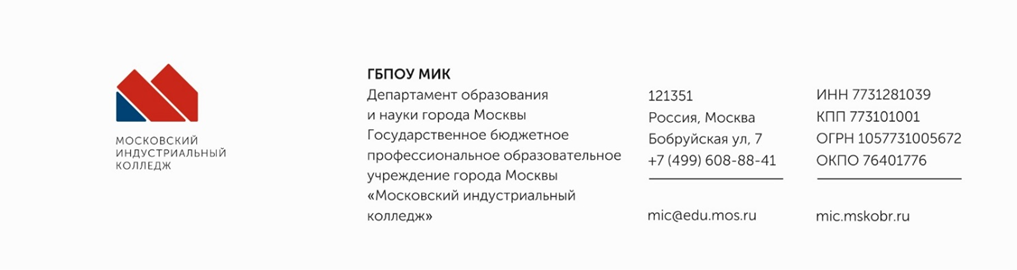 МОСКОВСКИЙ
ИНДУСТРИАЛЬНЫЙ
КОЛЛЕДЖ
ГБПОУ МИК
Департамент образования
и науки города Москвы
Государственное бюджетное
профессиональное образовательное
учреждение города Москвы
«Московский индустриальный
колледж»
121351
Россия, Москва
Бобруйская ул, 7
+7 (499) 608-88-41
mic@edu.mos.ru
ИНН 7731281039
КПП 773101001
ОГРН 1057731005672
ОКПО 76401776
mic.mskobr.ru